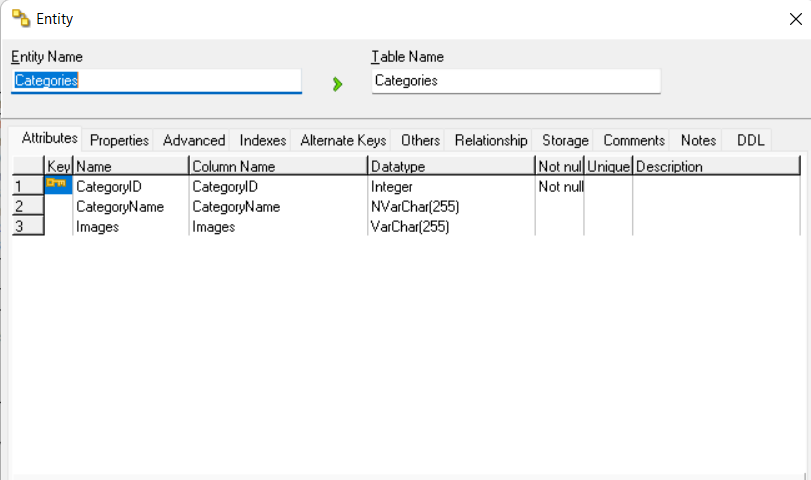 Entity
Entity Name Table Name
Categories Categories
Attributes Properties Advanced Indexes Alternate Keys Others Relationship Storage Comments Notes DDL
Key Name Column Name Datatype Not nul Unique Description
1 CategoryID CategoryID Integer Not null
2 CategoryName CategoryName NVarChar(255)
3 Images Images VarChar(255)